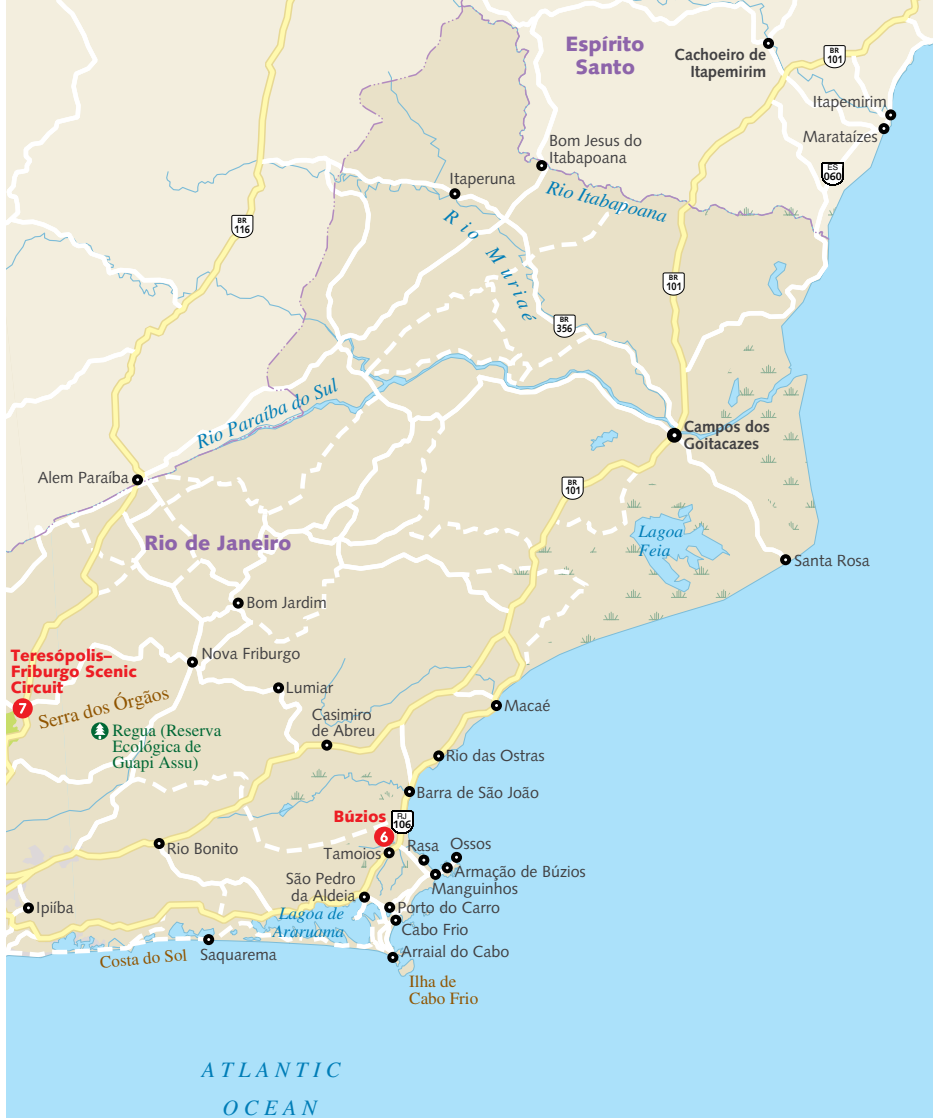 Espírito
Santo
Cachoeiro de
Itapemirim
BR
101
Itapemirim
Marataízes
Bom Jesus do
Itabapoana
ES
060
Itaperuna
Rio Itabapoana
Rio Muriaé
BR
116
BR
101
BR
356
Rio Paraíba do Sul
Campos dos
Goitacazes
Alem Paraíba
BR
101
Rio de Janeiro
Lagoa
Feia
Santa Rosa
Bom Jardim
Teresópolis–
Friburgo Scenic
Circuit
7
Nova Friburgo
Serra dos Órgãos
Lumiar
Macaé
Regua (Reserva
Ecológica de
Guapi Assu)
Casimiro
de Abreu
Rio das Ostras
Barra de São João
Búzios
6
RJ
106
Rio Bonito
Tamoios
Rasa
Ossos
Armação de Búzios
Manguinhos
São Pedro
da Aldeia
Ipiíba
Porto do Carro
Lagoa de
Araruama
Cabo Frio
Costa do Sol
Saquarema
Arraial do Cabo
Ilha de
Cabo Frio
ATLANTIC
OCEAN